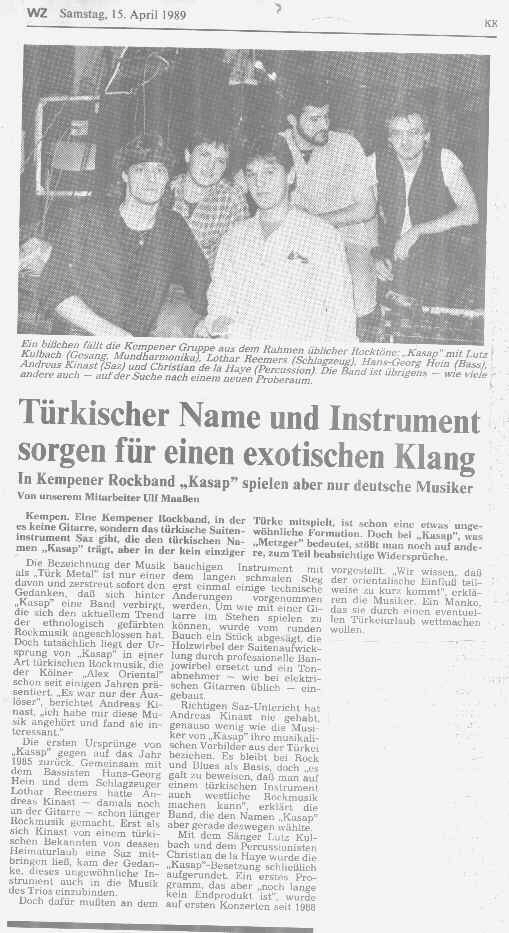 WZ Samstag, 15. April 1989
KK
Ein bißchen fällt die Kempener Gruppe aus dem Rahmen üblicher Rocktöne: „Kasap" mit Lutz
Kulbach (Gesang, Mundharmonika), Lothar Reemers (Schlagzeug), Hans-Georg Hein (Bass),
Andreas Kinast (Saz) und Christian de la Haye (Percussion). Die Band ist übrigens — wie viele
andere auch — auf der Suche nach einem neuen Proberaum.
Türkischer Name und Instrument
sorgen für einen exotischen Klang
In Kempener Rockband „Kasap" spielen aber nur deutsche Musiker
Von unserem Mitarbeiter Ulf Maaßen
Kempen. Eine Kempener Rockband, in der
es keine Gitarre, sondern das türkische Saiten-
instrument Saz gibt, die den türkischen Na-
men „Kasap" trägt, aber in der kein einziger
Türke mitspielt, ist schon eine etwas unge-
wöhnliche Formation. Doch bei „Kasap", was
„Metzger" bedeutet, stößt man noch auf ande-
re, zum Teil beabsichtige Widersprüche.
Die Bezeichnung der Musik
als „Türk Metal" ist nur eines
davon und zerstreut sofort den
Gedanken, daß sich hinter
„Kasap" eine Band verbirgt,
die sich den aktuellem Trend
der ethnologisch gefärbten
Rockmusik angeschlossen hat.
Doch tatsächlich liegt der Ur-
sprung von „Kasap" in einer
Art türkischen Rockmusik, die
der Kölner „Alex Oriental"
schon seit einigen Jahren prä-
sentiert. „Es war nur der Aus-
löser", berichtet Andreas Ki-
nast, „ich habe mir diese Mu-
sik angehört und fand sie in-
teressant."
Die ersten Ursprünge von
„Kasap" gegen auf das Jahr
1985 zurück. Gemeinsam mit
dem Bassisten Hans-Georg
Hein und dem Schlagzeuger
Lothar Reemers hatte An-
dreas Kinast — damals noch
an der Gitarre — schon länger
Rockmusik gemacht. Erst als
sich Kinast von einem türki-
schen Bekannten von dessen
Heimaturlaub eine Saz mit-
bringen ließ, kam der Gedan-
ke, dieses ungewöhnliche In-
strument auch in die Musik
des Trios einzubinden.
Doch dafür mußten an dem
bauchigen Instrument mit
dem langen schmalen Steg
erst einmal einige technische
Änderungen vorgenommen
werden. Um wie mit einer Gi-
tarre im Stehen spielen zu
können, wurde vom runden
Bauch ein Stück abgesägt, die
Holzwirbel der Saitenaufwick-
lung durch professionelle Ban-
jowirbel ersetzt und ein Ton-
abnehmer — wie bei elektri-
schen Gitarren üblich — ein-
gebaut.
Richtigen Saz-Unterricht hat
Andreas Kinast nie gehabt,
genauso wenig wie die Musi-
ker von „Kasap" ihre musikali-
schen Vorbilder aus der Türkei
beziehen. Es bleibt bei Rock
und Blues als Basis, doch „es
galt zu beweisen, daß man auf
einem türkischen Instrument
auch westliche Rockmusik
machen kann", erklärt die
Band, die den Namen „Kasap"
aber gerade deswegen wählte.
Mit dem Sänger Lutz Kul-
bach und dem Percussionisten
Christian de la Haye wurde die
„Kasap"-Besetzung schließlich
aufgerundet. Ein erstes Pro-
gramm, das aber „noch lange
kein Endprodukt ist", wurde
auf ersten Konzerten seit 1988
vorgestellt. „Wir wissen, daß
der orientalische Einfluß teil-
weise zu kurz kommt", erklä-
ren die Musiker. Ein Manko,
das sie durch einen eventuel-
len Türkeiurlaub wettmachen
wollen.